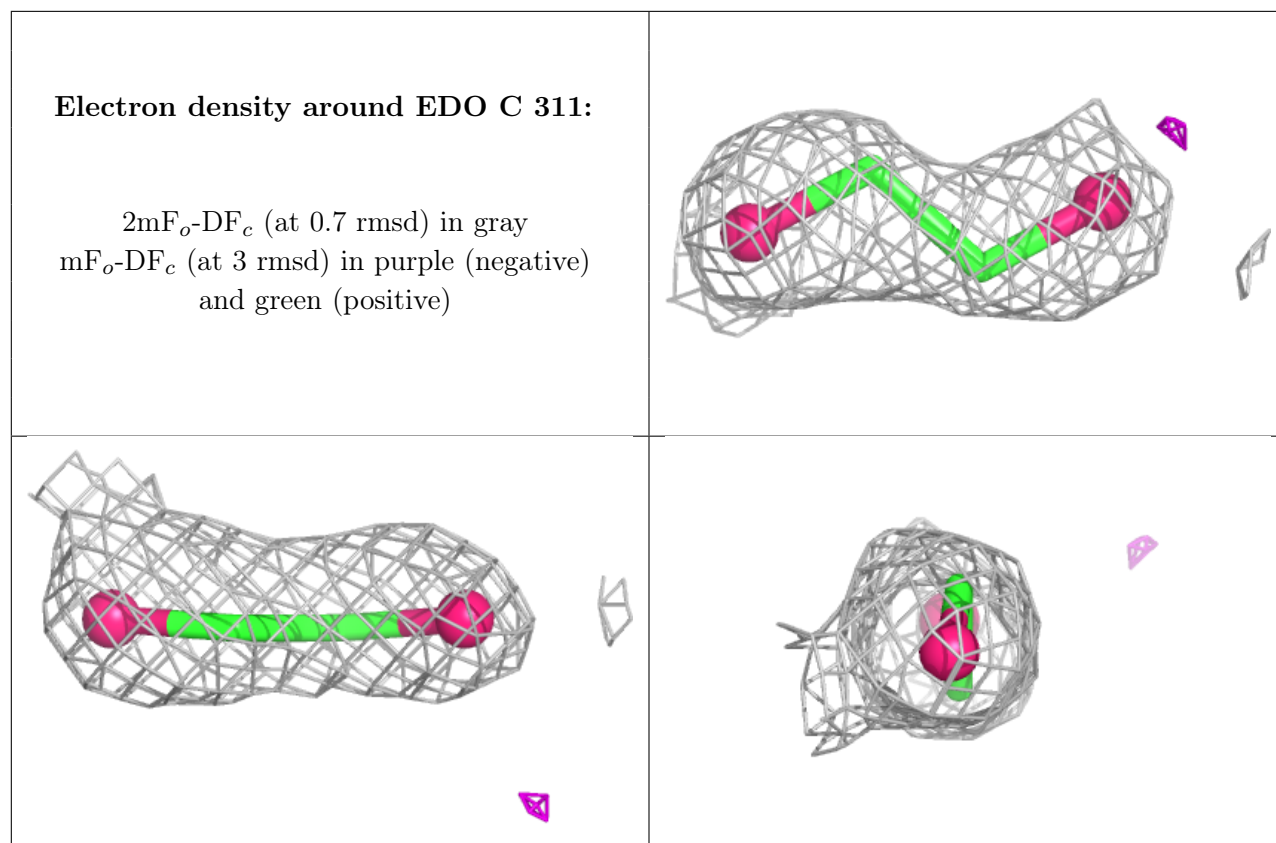 Electron density around EDO C 311:
2mFₒ-DF𝒸 (at 0.7 rmsd) in gray
mFₒ-DF𝒸 (at 3 rmsd) in purple (negative)
and green (positive)